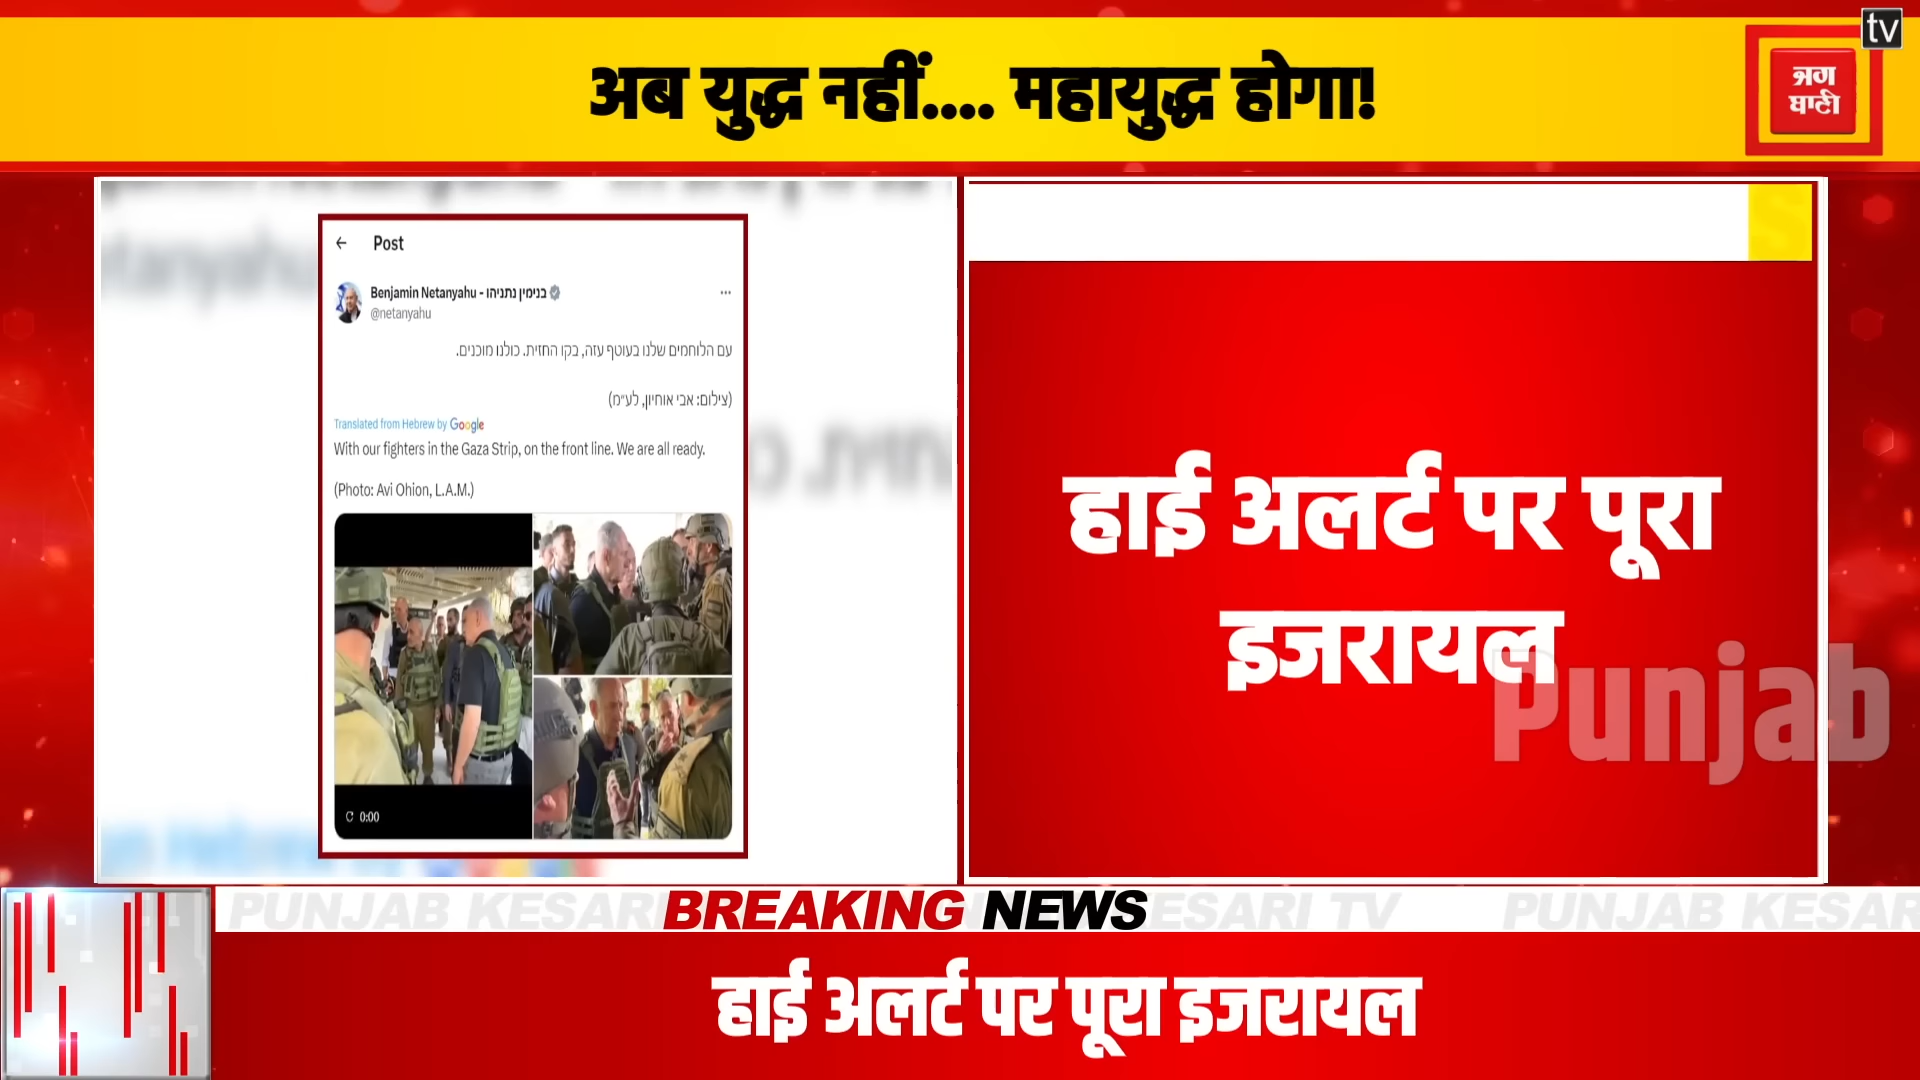 अब युद्ध नहीं.... महायुद्ध होगा!
tv
ਜਗ
ਬਾਣੀ
Post
Benjamin Netanyahu - בנימין נתניהו
@netanyahu
עם הלוחמים שלנו בעוטף עזה, בקו החזית. כולנו מוכנים.
(צילום: אבי אוחיון, לע״מ)
Translated from Hebrew by Google
With our fighters in the Gaza Strip, on the front line. We are all ready.
(Photo: Avi Ohion, L.A.M.)
0:00
हाई अलर्ट पर पूरा
इजरायल
Punjab
PUNJAB KESARI BREAKING NEWS KESARI TV PUNJAB KESAR
हाई अलर्ट पर पूरा इजरायल